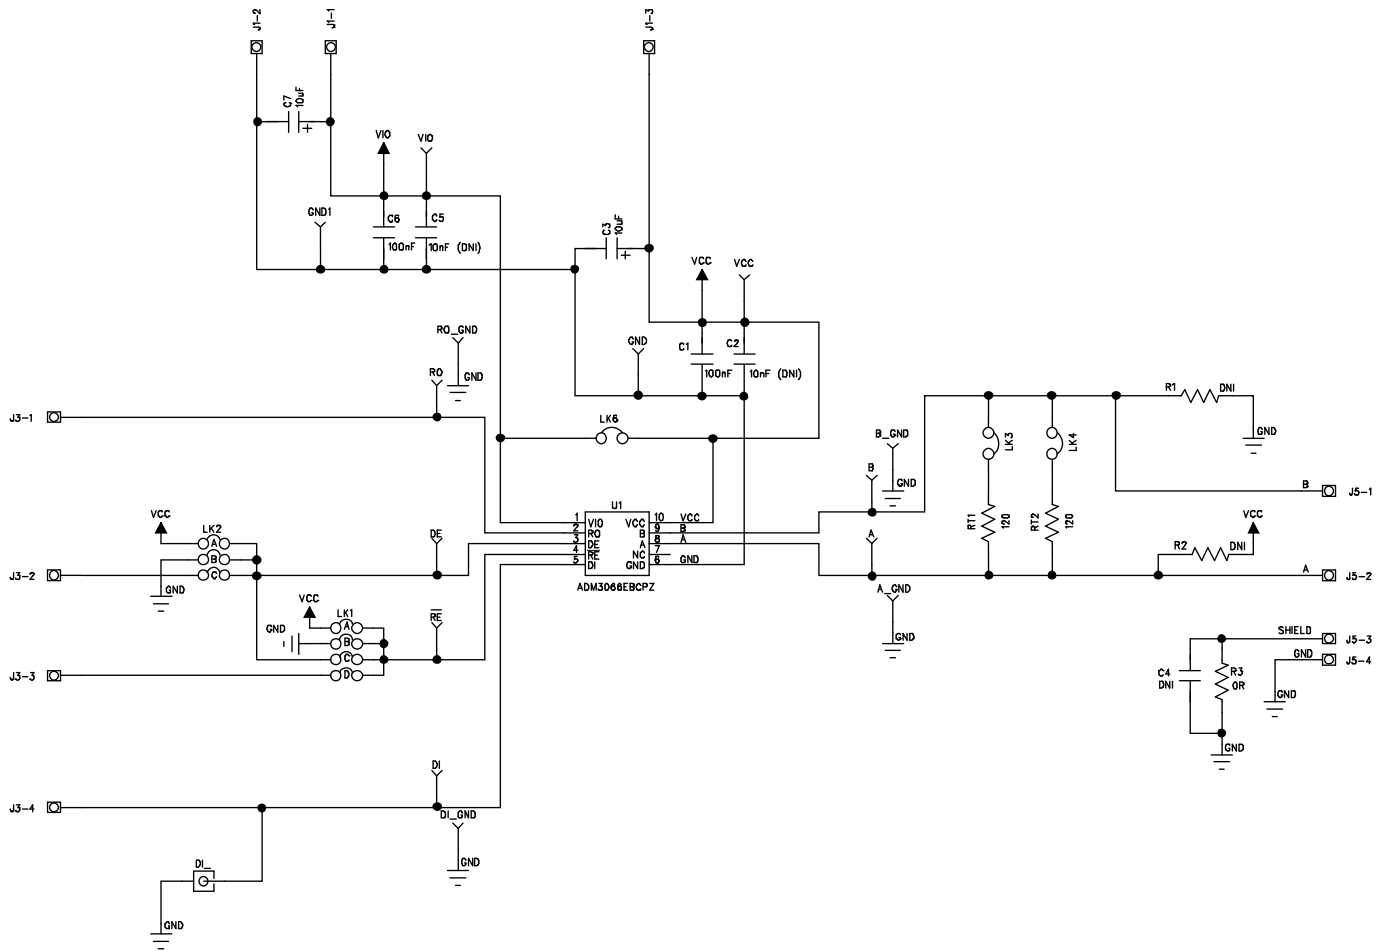 J1-2
J1-1
J1-3
C7
10uF
VIO
VIO
GND1
C6
100nF
C5
10nF (DNI)
C3
10uF
VCC
VCC
GND
C1
100nF
C2
10nF (DNI)
RO_GND
GND
RO
J3-1
LK6
B_GND
GND
B
A
A_GND
GND
R1
DNI
GND
LK3
LK4
RT1
120
RT2
120
B
J5-1
VCC
R2
DNI
A
J5-2
U1
1
2
3
4
5
VIO
RO
DE
RE
DI
VCC
B
A
NC
GND
10
9
8
7
6
VCC
B
A
GND
ADM3066EBCPZ
VCC
LK2
A
B
C
GND
J3-2
DE
VCC
LK1
GND
A
B
C
D
RE
J3-3
SHIELD
J5-3
GND
J5-4
GND
C4
DNI
R3
0R
GND
DI
J3-4
DI_GND
GND
DI_
GND